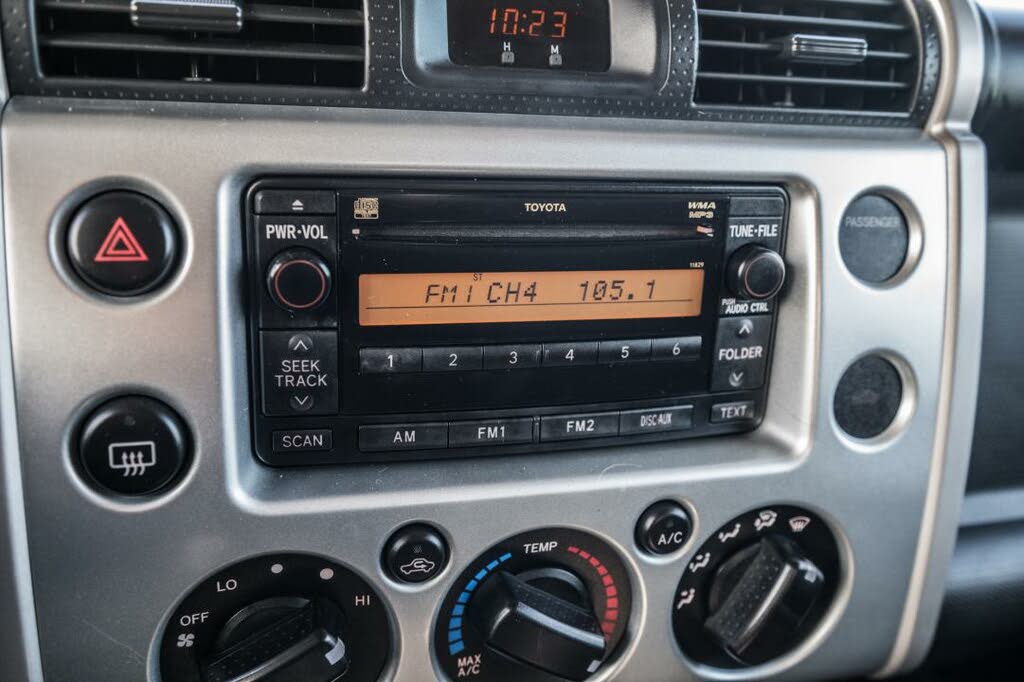 10:23
H M
DISC
TEXT
TOYOTA
WMA
MP3
PWR·VOL
TUNE·FILE
11829
ST
FM1 CH4 105.1
PUSH
AUDIO CTRL
SEEK
TRACK
1 2 3 4 5 6
FOLDER
SCAN
AM FM1 FM2 DISC·AUX
TEXT
PASSENGER
OFF LO HI
TEMP
MAX
A/C
A/C